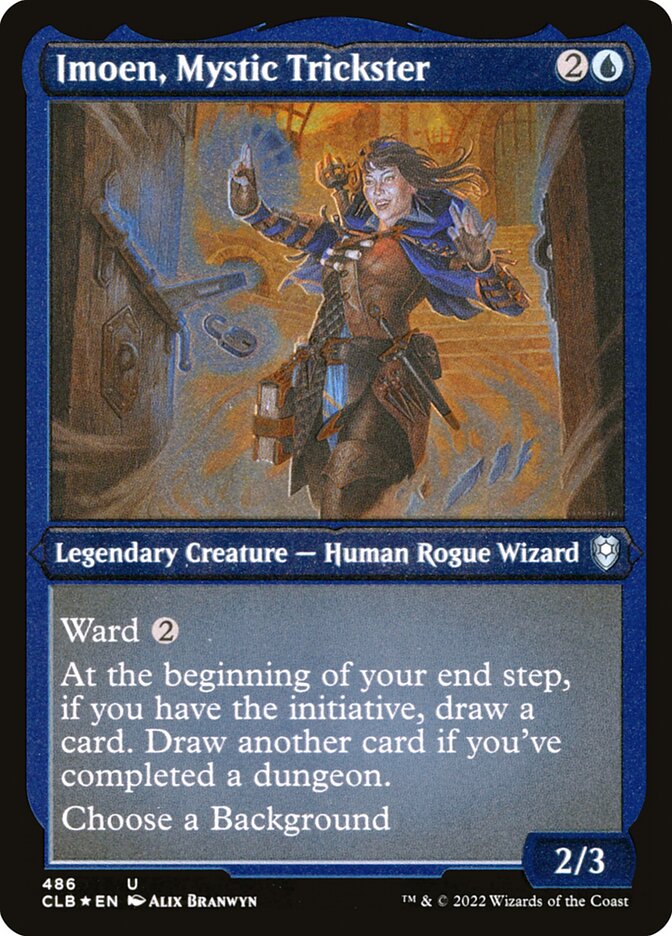 Imoen, Mystic Trickster 2
Legendary Creature — Human Rogue Wizard
Ward 2
At the beginning of your end step,
if you have the initiative, draw a
card. Draw another card if you've
completed a dungeon.
Choose a Background
2/3
486 U
CLB★EN Alix Branwyn ™ & © 2022 Wizards of the Coast